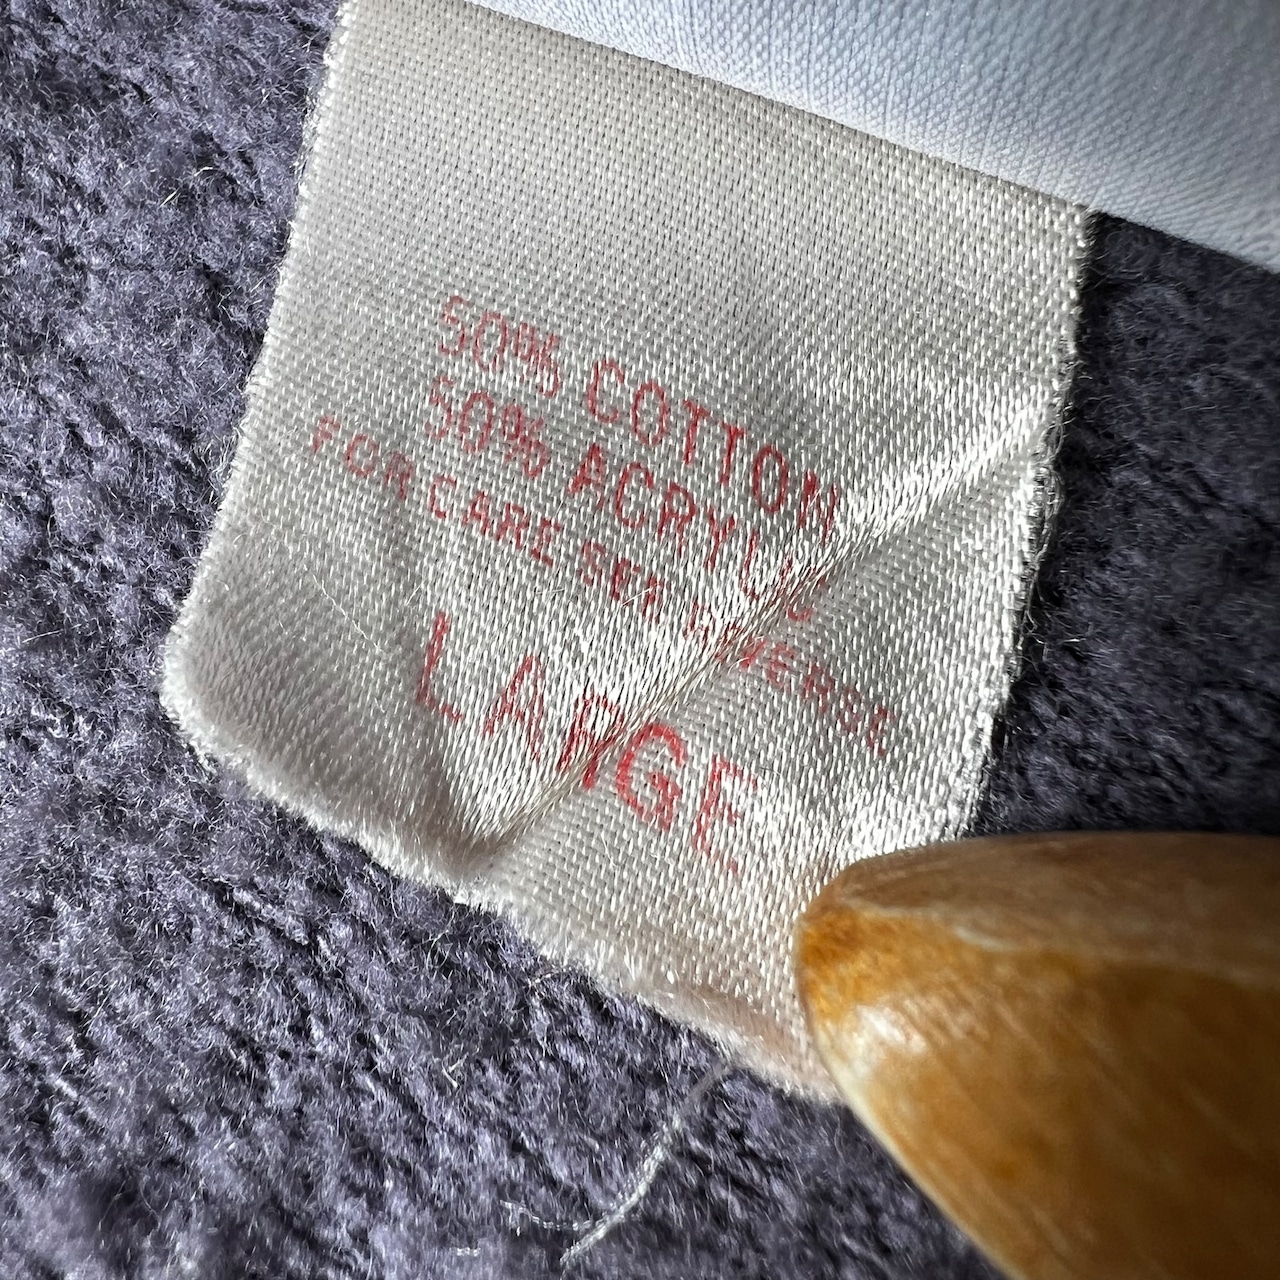 50% COTTON
50% ACRYLIC
FOR CARE SEE REVERSE
LARGE